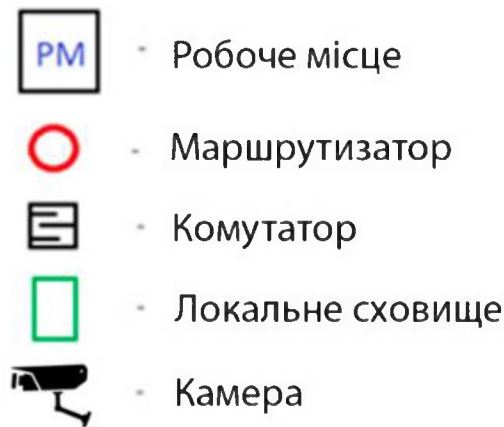 РМ - Робоче місце
- Маршрутизатор
- Комутатор
- Локальне сховище
- Камера